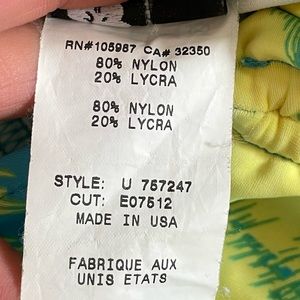 RN#105987 CA# 32350
80% NYLON
20% LYCRA
80% NYLON
20% LYCRA
STYLE: U 757247
CUT: E07512
MADE IN USA
FABRIQUE AUX
UNIS ETATS